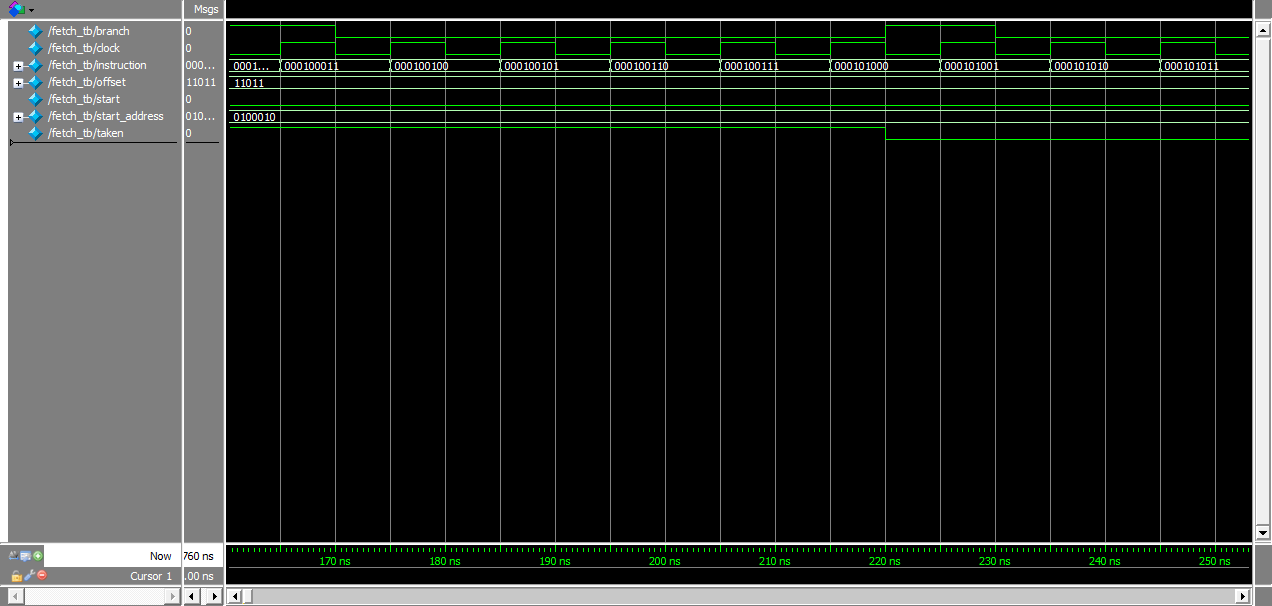 Msgs
/fetch_tb/branch 0
/fetch_tb/clock 0
/fetch_tb/instruction 000... 0001... 000100011 000100100 000100101 000100110 000100111 000101000 000101001 000101010 000101011
/fetch_tb/offset 11011 11011
/fetch_tb/start 0
/fetch_tb/start_address 010... 0100010
/fetch_tb/taken 0
Now 760 ns 170 ns 180 ns 190 ns 200 ns 210 ns 220 ns 230 ns 240 ns 250 ns
Cursor 1 .00 ns